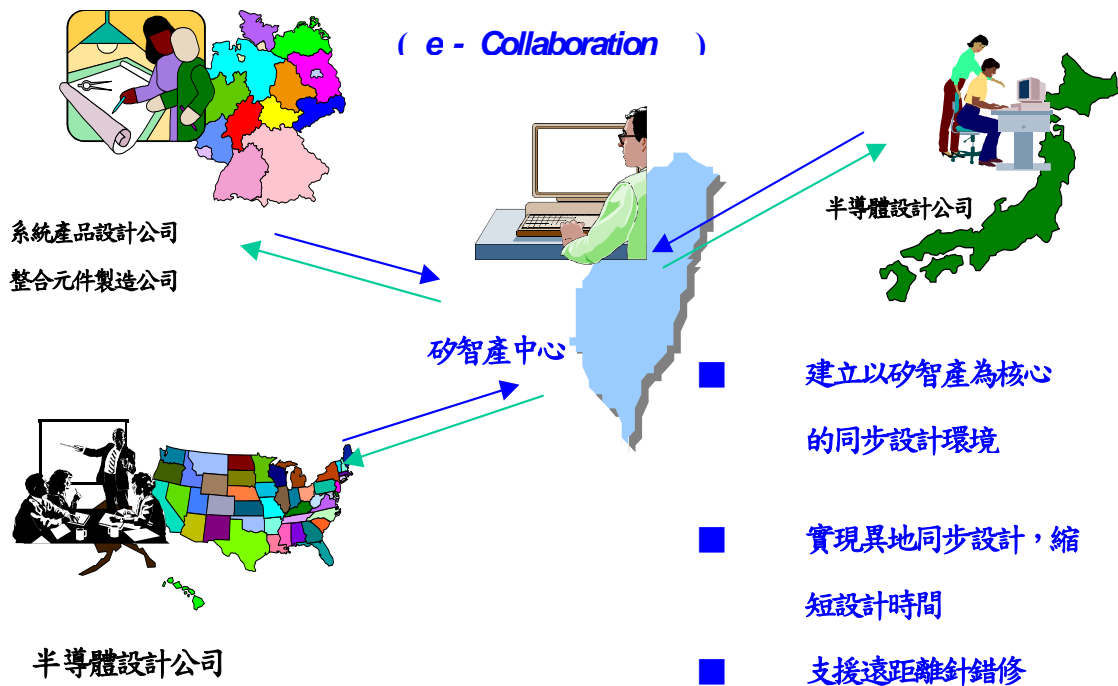 ( e - Collaboration )
半導體設計公司
系統產品設計公司
整合元件製造公司
矽智產中心
■ 建立以矽智產為核心
的同步設計環境
■ 實現異地同步設計，縮
短設計時間
半導體設計公司
■ 支援遠距離針錯修